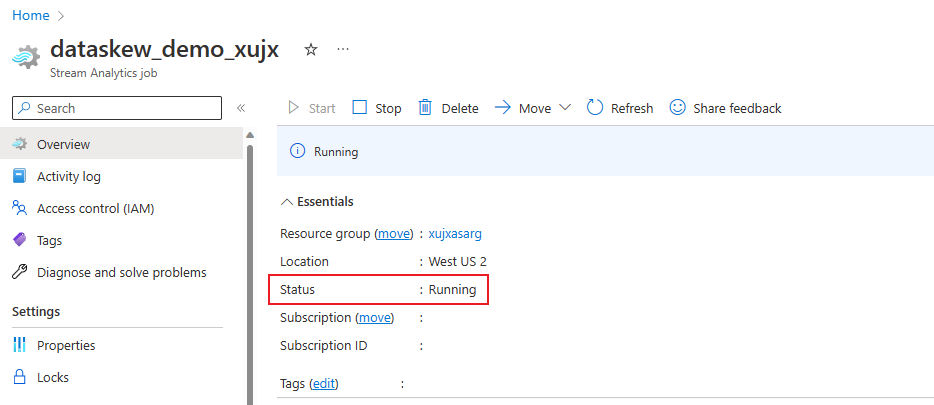 Home
dataskew_demo_xujx
Stream Analytics job
Search
Start Stop Delete Move Refresh Share feedback
Overview
Running
Activity log
Access control (IAM)
Essentials
Tags
Resource group (move) : xujxasarg
Diagnose and solve problems
Location : West US 2
Status : Running
Settings
Subscription (move) :
Properties
Subscription ID :
Locks
Tags (edit) :